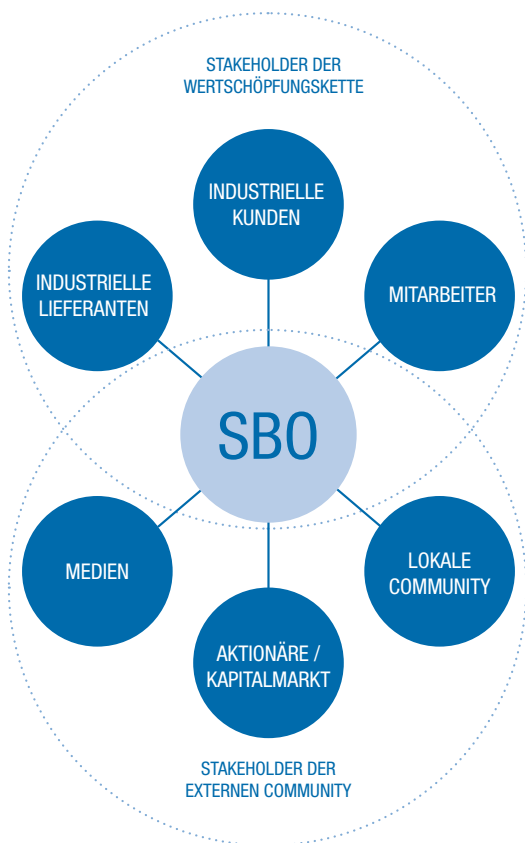 STAKEHOLDER DER
WERTSCHÖPFUNGSKETTE
INDUSTRIELLE
KUNDEN
INDUSTRIELLE
LIEFERANTEN
MITARBEITER
SBO
MEDIEN
LOKALE
COMMUNITY
AKTIONÄRE /
KAPITALMARKT
STAKEHOLDER DER
EXTERNEN COMMUNITY